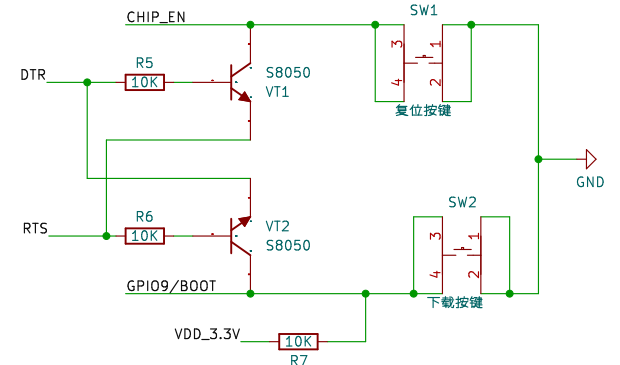 CHIP_EN
SW1
DTR
R5
10K
S8050
VT1
3
1
4
2
复位按键
GND
RTS
R6
10K
VT2
S8050
SW2
3
1
4
2
GPIO9/BOOT
下载按键
VDD_3.3V
10K
R7